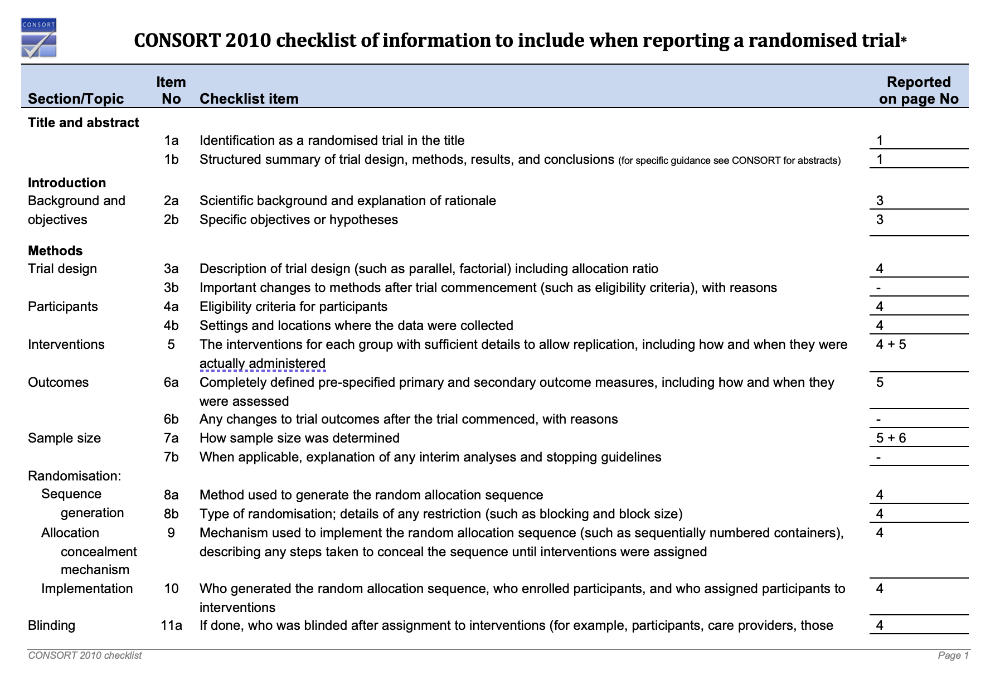 CONSORT
CONSORT 2010 checklist of information to include when reporting a randomised trial*
Section/Topic Item No Checklist item Reported on page No
Title and abstract
1a Identification as a randomised trial in the title 1
1b Structured summary of trial design, methods, results, and conclusions (for specific guidance see CONSORT for abstracts) 1
Introduction
Background and 2a Scientific background and explanation of rationale 3
objectives 2b Specific objectives or hypotheses 3
Methods
Trial design 3a Description of trial design (such as parallel, factorial) including allocation ratio 4
3b Important changes to methods after trial commencement (such as eligibility criteria), with reasons -
Participants 4a Eligibility criteria for participants 4
4b Settings and locations where the data were collected 4
Interventions 5 The interventions for each group with sufficient details to allow replication, including how and when they were 4 + 5
actually administered
Outcomes 6a Completely defined pre-specified primary and secondary outcome measures, including how and when they 5
were assessed
6b Any changes to trial outcomes after the trial commenced, with reasons -
Sample size 7a How sample size was determined 5 + 6
7b When applicable, explanation of any interim analyses and stopping guidelines -
Randomisation:
Sequence 8a Method used to generate the random allocation sequence 4
generation 8b Type of randomisation; details of any restriction (such as blocking and block size) 4
Allocation 9 Mechanism used to implement the random allocation sequence (such as sequentially numbered containers), 4
concealment describing any steps taken to conceal the sequence until interventions were assigned
mechanism
Implementation 10 Who generated the random allocation sequence, who enrolled participants, and who assigned participants to 4
interventions
Blinding 11a If done, who was blinded after assignment to interventions (for example, participants, care providers, those 4
CONSORT 2010 checklist Page 1